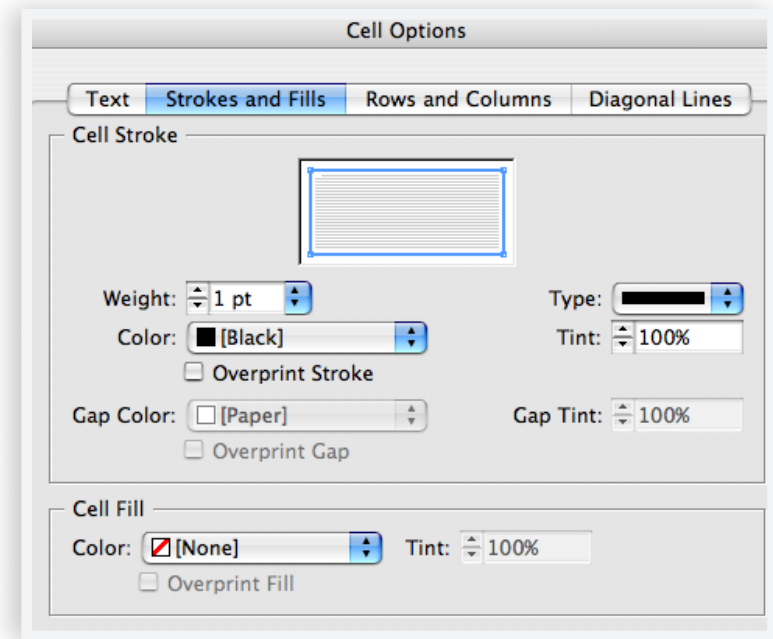 Cell Options
Text Strokes and Fills Rows and Columns Diagonal Lines
Cell Stroke
Weight: 1 pt Type:
Color: [Black] Tint: 100%
Overprint Stroke
Gap Color: [Paper] Gap Tint: 100%
Overprint Gap
Cell Fill
Color: [None] Tint: 100%
Overprint Fill